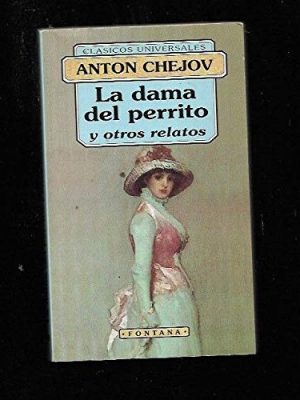 CLASICOS UNIVERSALES
ANTON CHEJOV
La dama
del perrito
y otros relatos
· FONTANA ·